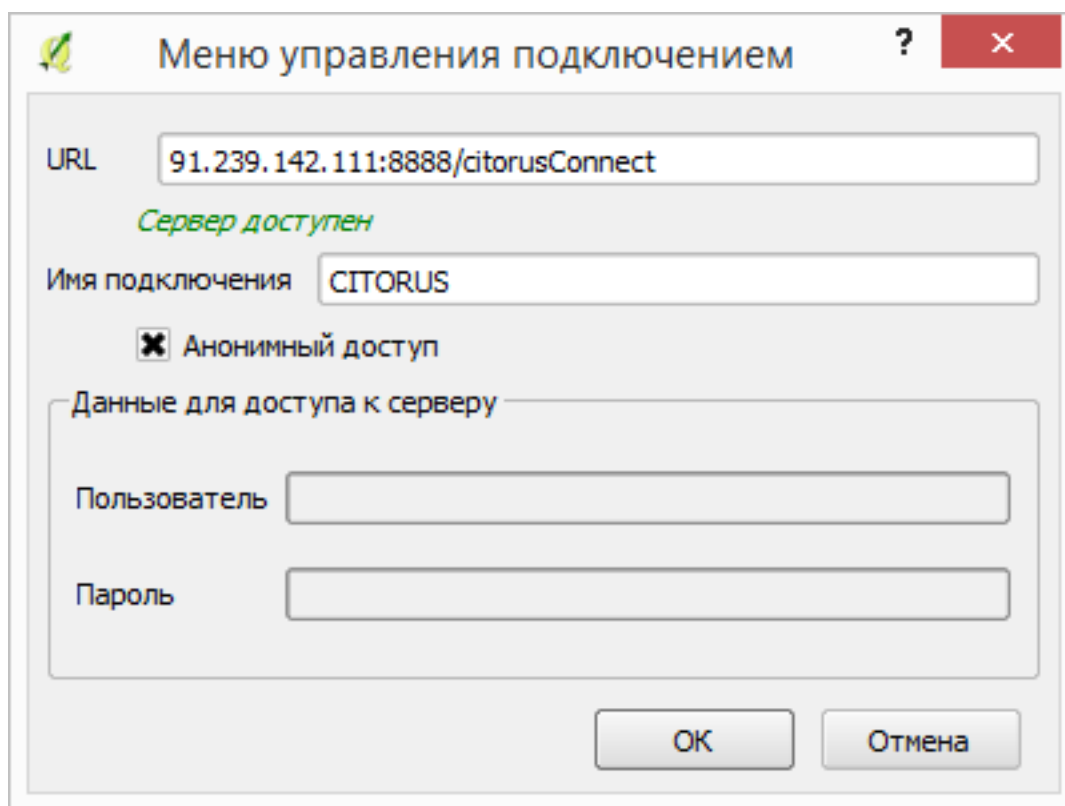 Меню управления подключением ? ×
URL 91.239.142.111:8888/citorusConnect
Сервер доступен
Имя подключения CITORUS
Анонимный доступ
Данные для доступа к серверу
Пользователь
Пароль
ОК Отмена